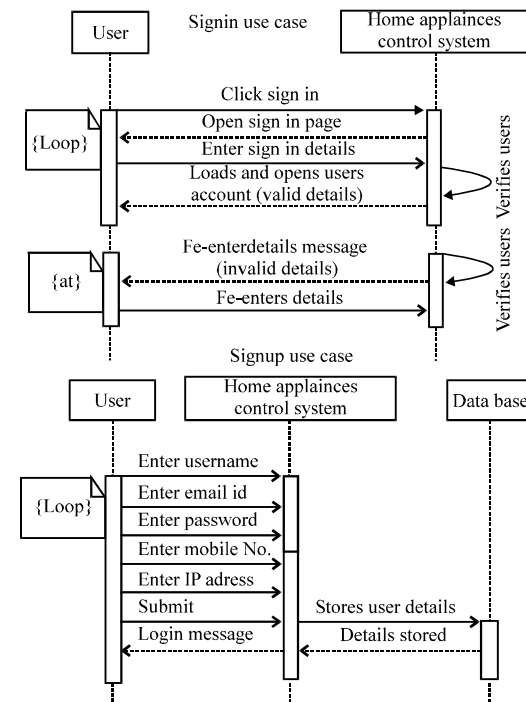 Signin use case
User
Home applainces
control system
Click sign in
Open sign in page
{Loop}
Enter sign in details
Loads and opens users
account (valid details)
Verifies users
Fe-enterdetails message
(invalid details)
{at}
Fe-enters details
Verifies users
Signup use case
User
Home applainces
control system
Data base
Enter username
{Loop}
Enter email id
Enter password
Enter mobile No.
Enter IP adress
Submit
Stores user details
Login message
Details stored